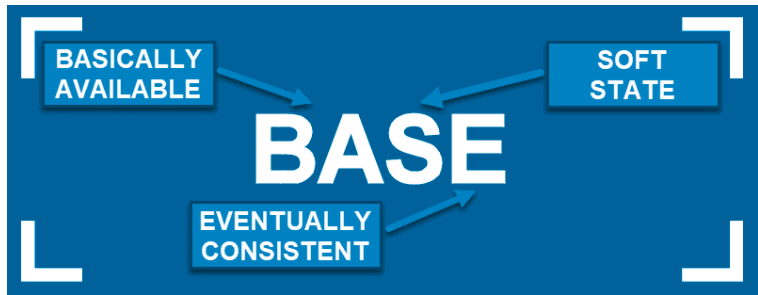 BASICALLY
AVAILABLE
SOFT
STATE
BASE
EVENTUALLY
CONSISTENT